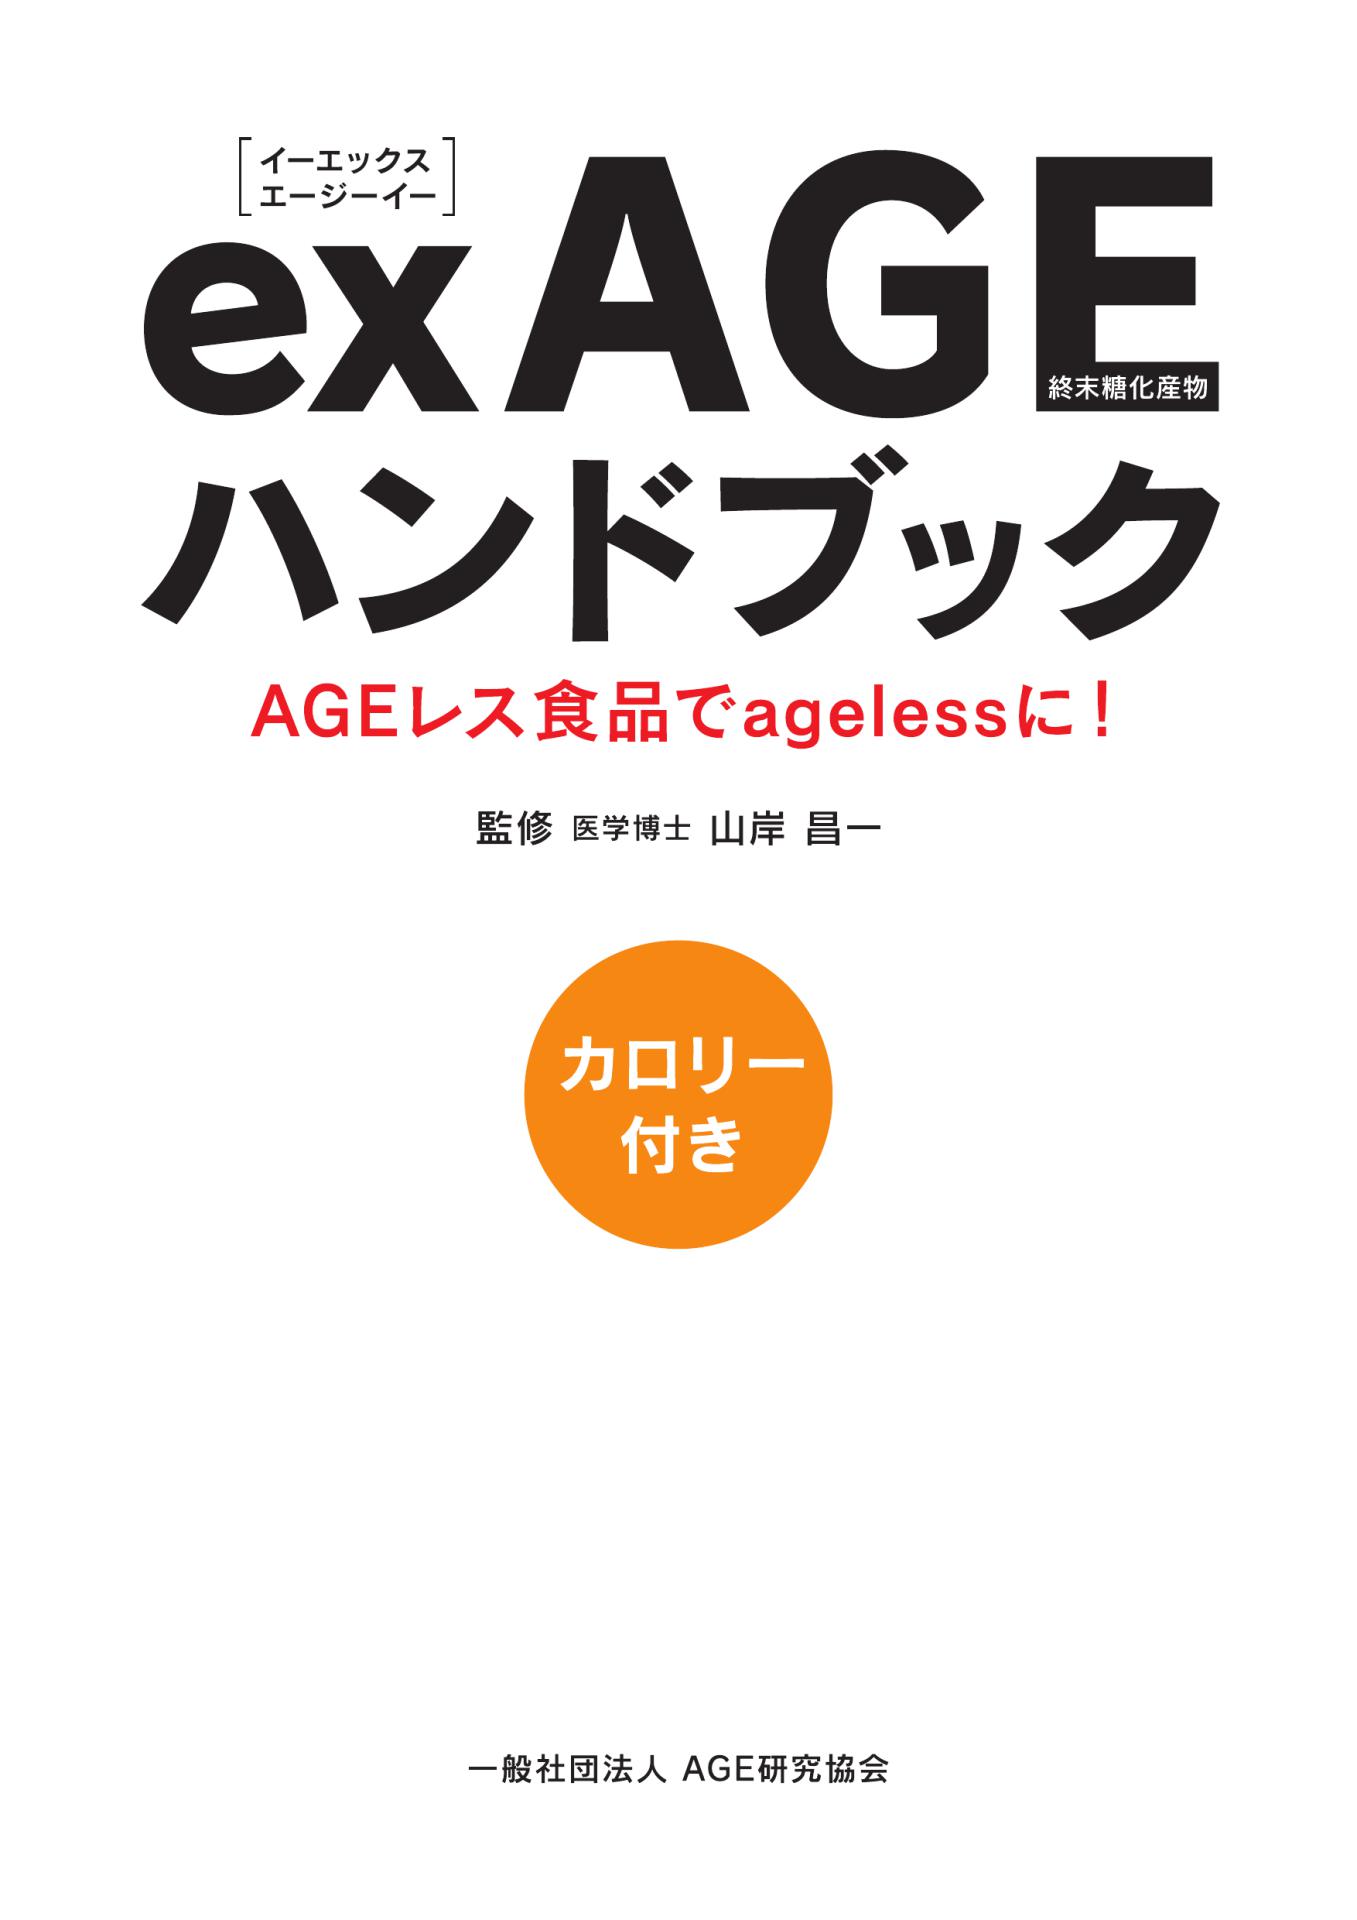 [イーエックス
エージーイー]
exAGE
終末糖化産物
ハンドブック
AGEレス食品でagelessに！
監修 医学博士 山岸 昌一
カロリー
付き
一般社団法人 AGE研究協会